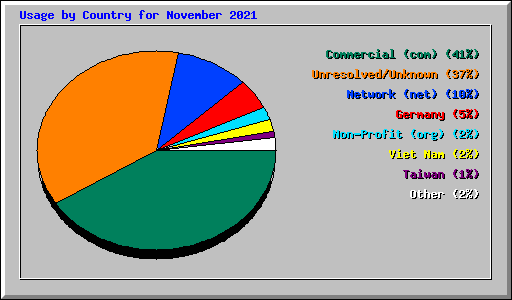 Usage by Country for November 2021
Commercial (com) (41%)
Unresolved/Unknown (37%)
Network (net) (10%)
Germany (5%)
Non-Profit (org) (2%)
Viet Nam (2%)
Taiwan (1%)
Other (2%)